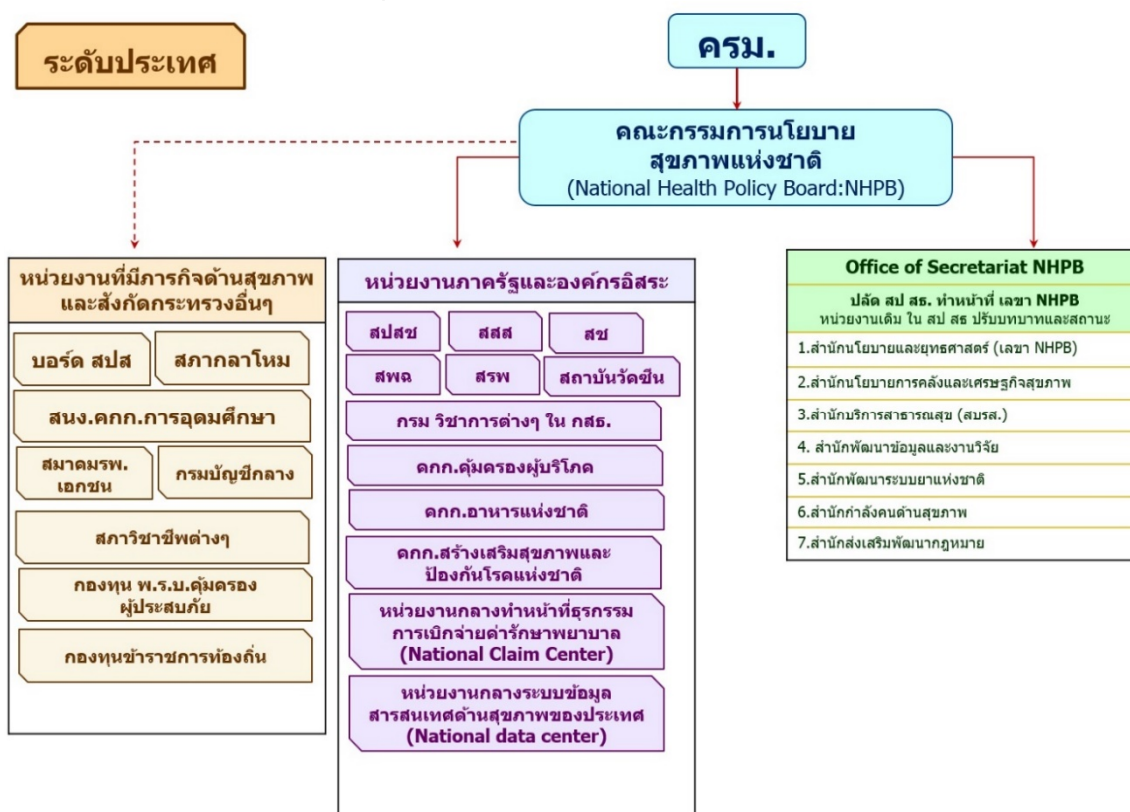 ระดับประเทศ
ครม.
คณะกรรมการนโยบาย
สุขภาพแห่งชาติ
(National Health Policy Board:NHPB)
หน่วยงานที่มีภารกิจด้านสุขภาพ
และสังกัดกระทรวงอื่นๆ
บอร์ด สปส
สภากลาโหม
สนง.คกก.การอุดมศึกษา
สมาคมรพ.
เอกชน
กรมบัญชีกลาง
สภาวิชาชีพต่างๆ
กองทุน พ.ร.บ.คุ้มครอง
ผู้ประสบภัย
กองทุนข้าราชการท้องถิ่น
หน่วยงานภาครัฐและองค์กรอิสระ
สปสช
สสส
สช
สพฉ
สรพ
สถาบันวัคซีน
กรม วิชาการต่างๆ ใน กสธ.
คกก.คุ้มครองผู้บริโภค
คกก.อาหารแห่งชาติ
คกก.สร้างเสริมสุขภาพและ
ป้องกันโรคแห่งชาติ
หน่วยงานกลางทำหน้าที่ธุรกรรม
การเบิกจ่ายค่ารักษาพยาบาล
(National Claim Center)
หน่วยงานกลางระบบข้อมูล
สารสนเทศด้านสุขภาพของประเทศ
(National data center)
Office of Secretariat NHPB
ปลัด สป สธ. ทำหน้าที่ เลขา NHPB
หน่วยงานเดิม ใน สป สธ ปรับบทบาทและสถานะ
1.สำนักนโยบายและยุทธศาสตร์ (เลขา NHPB)
2.สำนักนโยบายการคลังและเศรษฐกิจสุขภาพ
3.สำนักบริการสาธารณสุข (สบรส.)
4. สำนักพัฒนาข้อมูลและงานวิจัย
5.สำนักพัฒนาระบบยาแห่งชาติ
6.สำนักกำลังคนด้านสุขภาพ
7.สำนักส่งเสริมพัฒนากฎหมาย